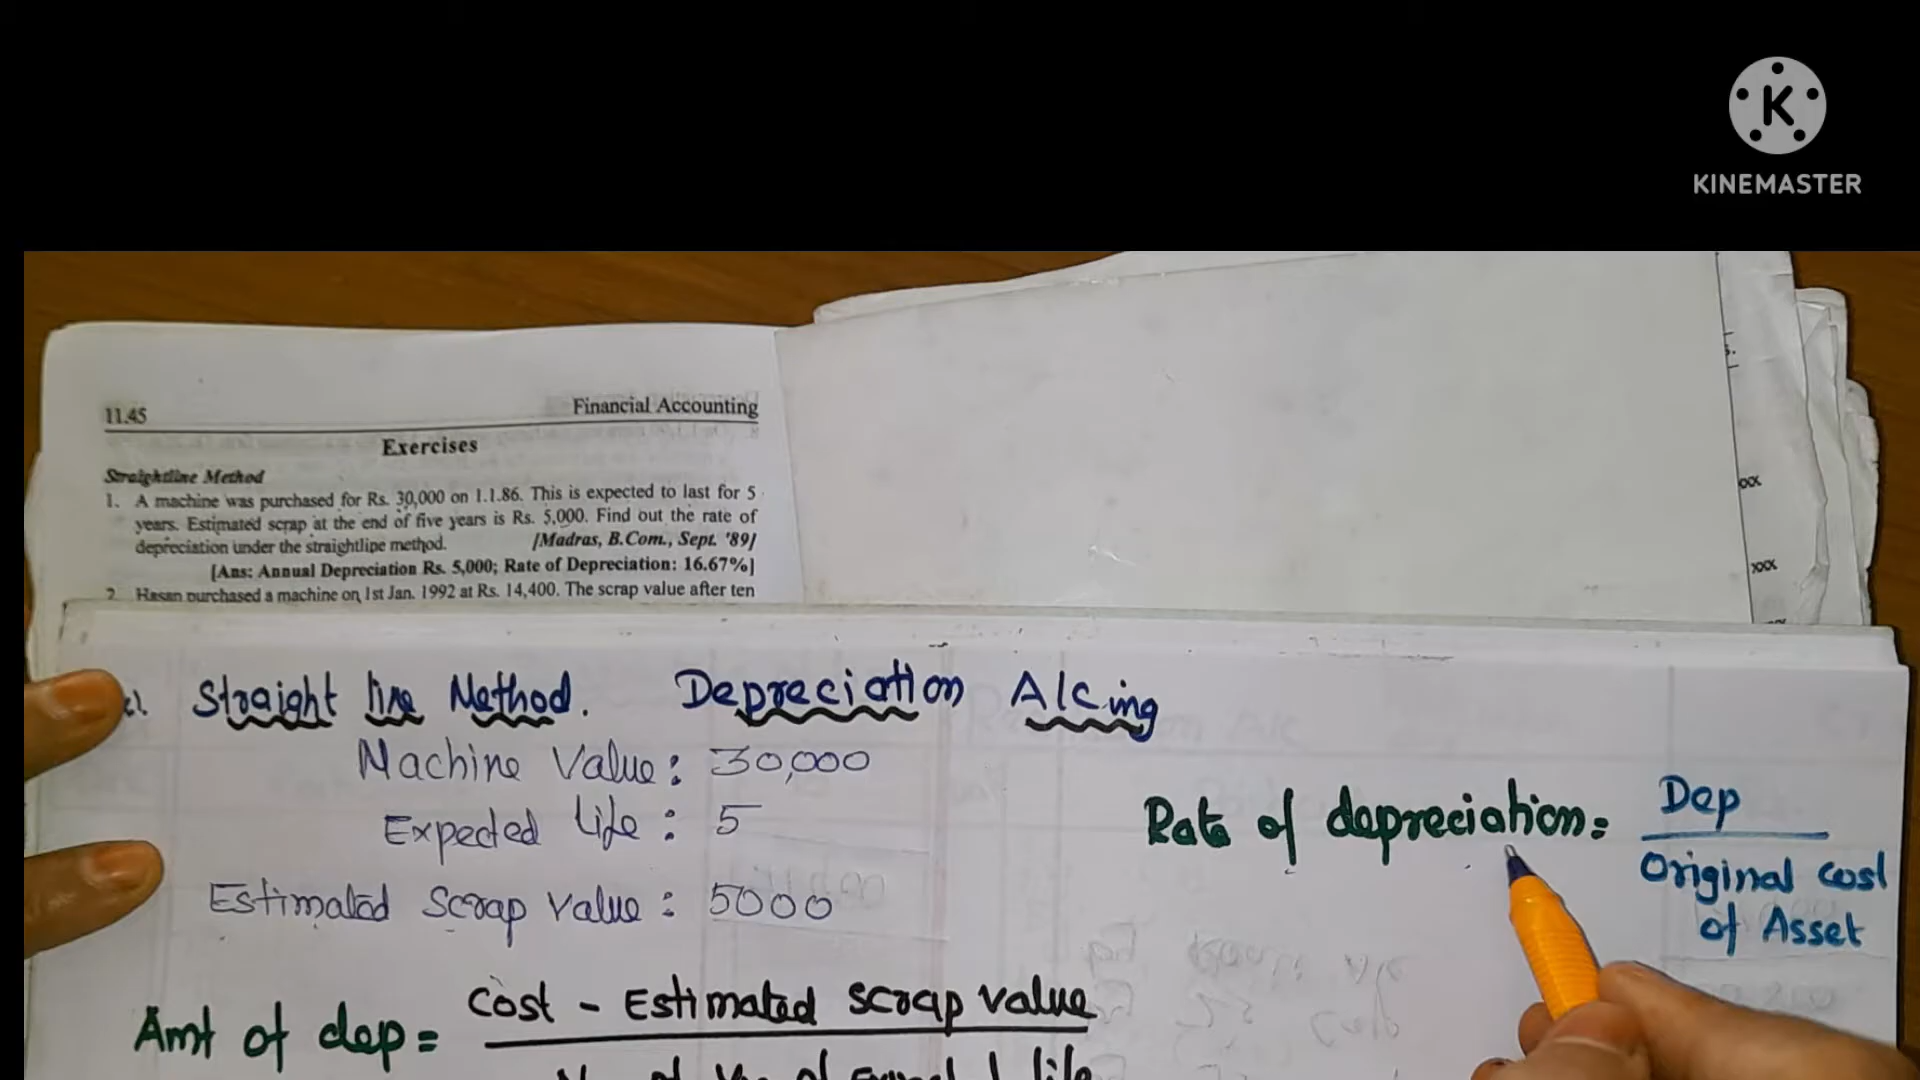 KINEMASTER
11.45 Financial Accounting
Exercises
Straightline Method
1. A machine was purchased for Rs. 30,000 on 1.1.86. This is expected to last for 5
years. Estimated scrap at the end of five years is Rs. 5,000. Find out the rate of
depreciation under the straightline method. [Madras, B.Com., Sept. '89]
[Ans: Annual Depreciation Rs. 5,000; Rate of Depreciation: 16.67%]
2. Hasan purchased a machine on 1st Jan. 1992 at Rs. 14,400. The scrap value after ten
xxx
xxx
Straight line Method. Depreciation A/cing
Machine Value: 30,000
Expected life: 5
Estimated Scrap Value: 5000
Rate of depreciation= Dep
Original cost
of Asset
Amt of dep= Cost - Estimated scrap value
of life